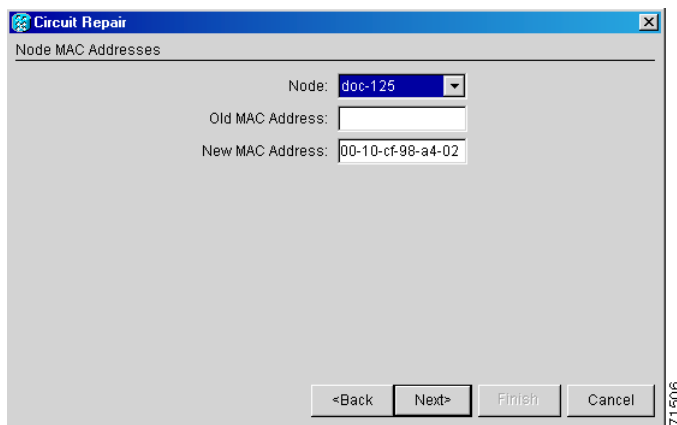 Circuit Repair
Node MAC Addresses
Node: doc-125
Old MAC Address:
New MAC Address: 00-10-cf-98-a4-02
<Back Next> Finish Cancel
71506